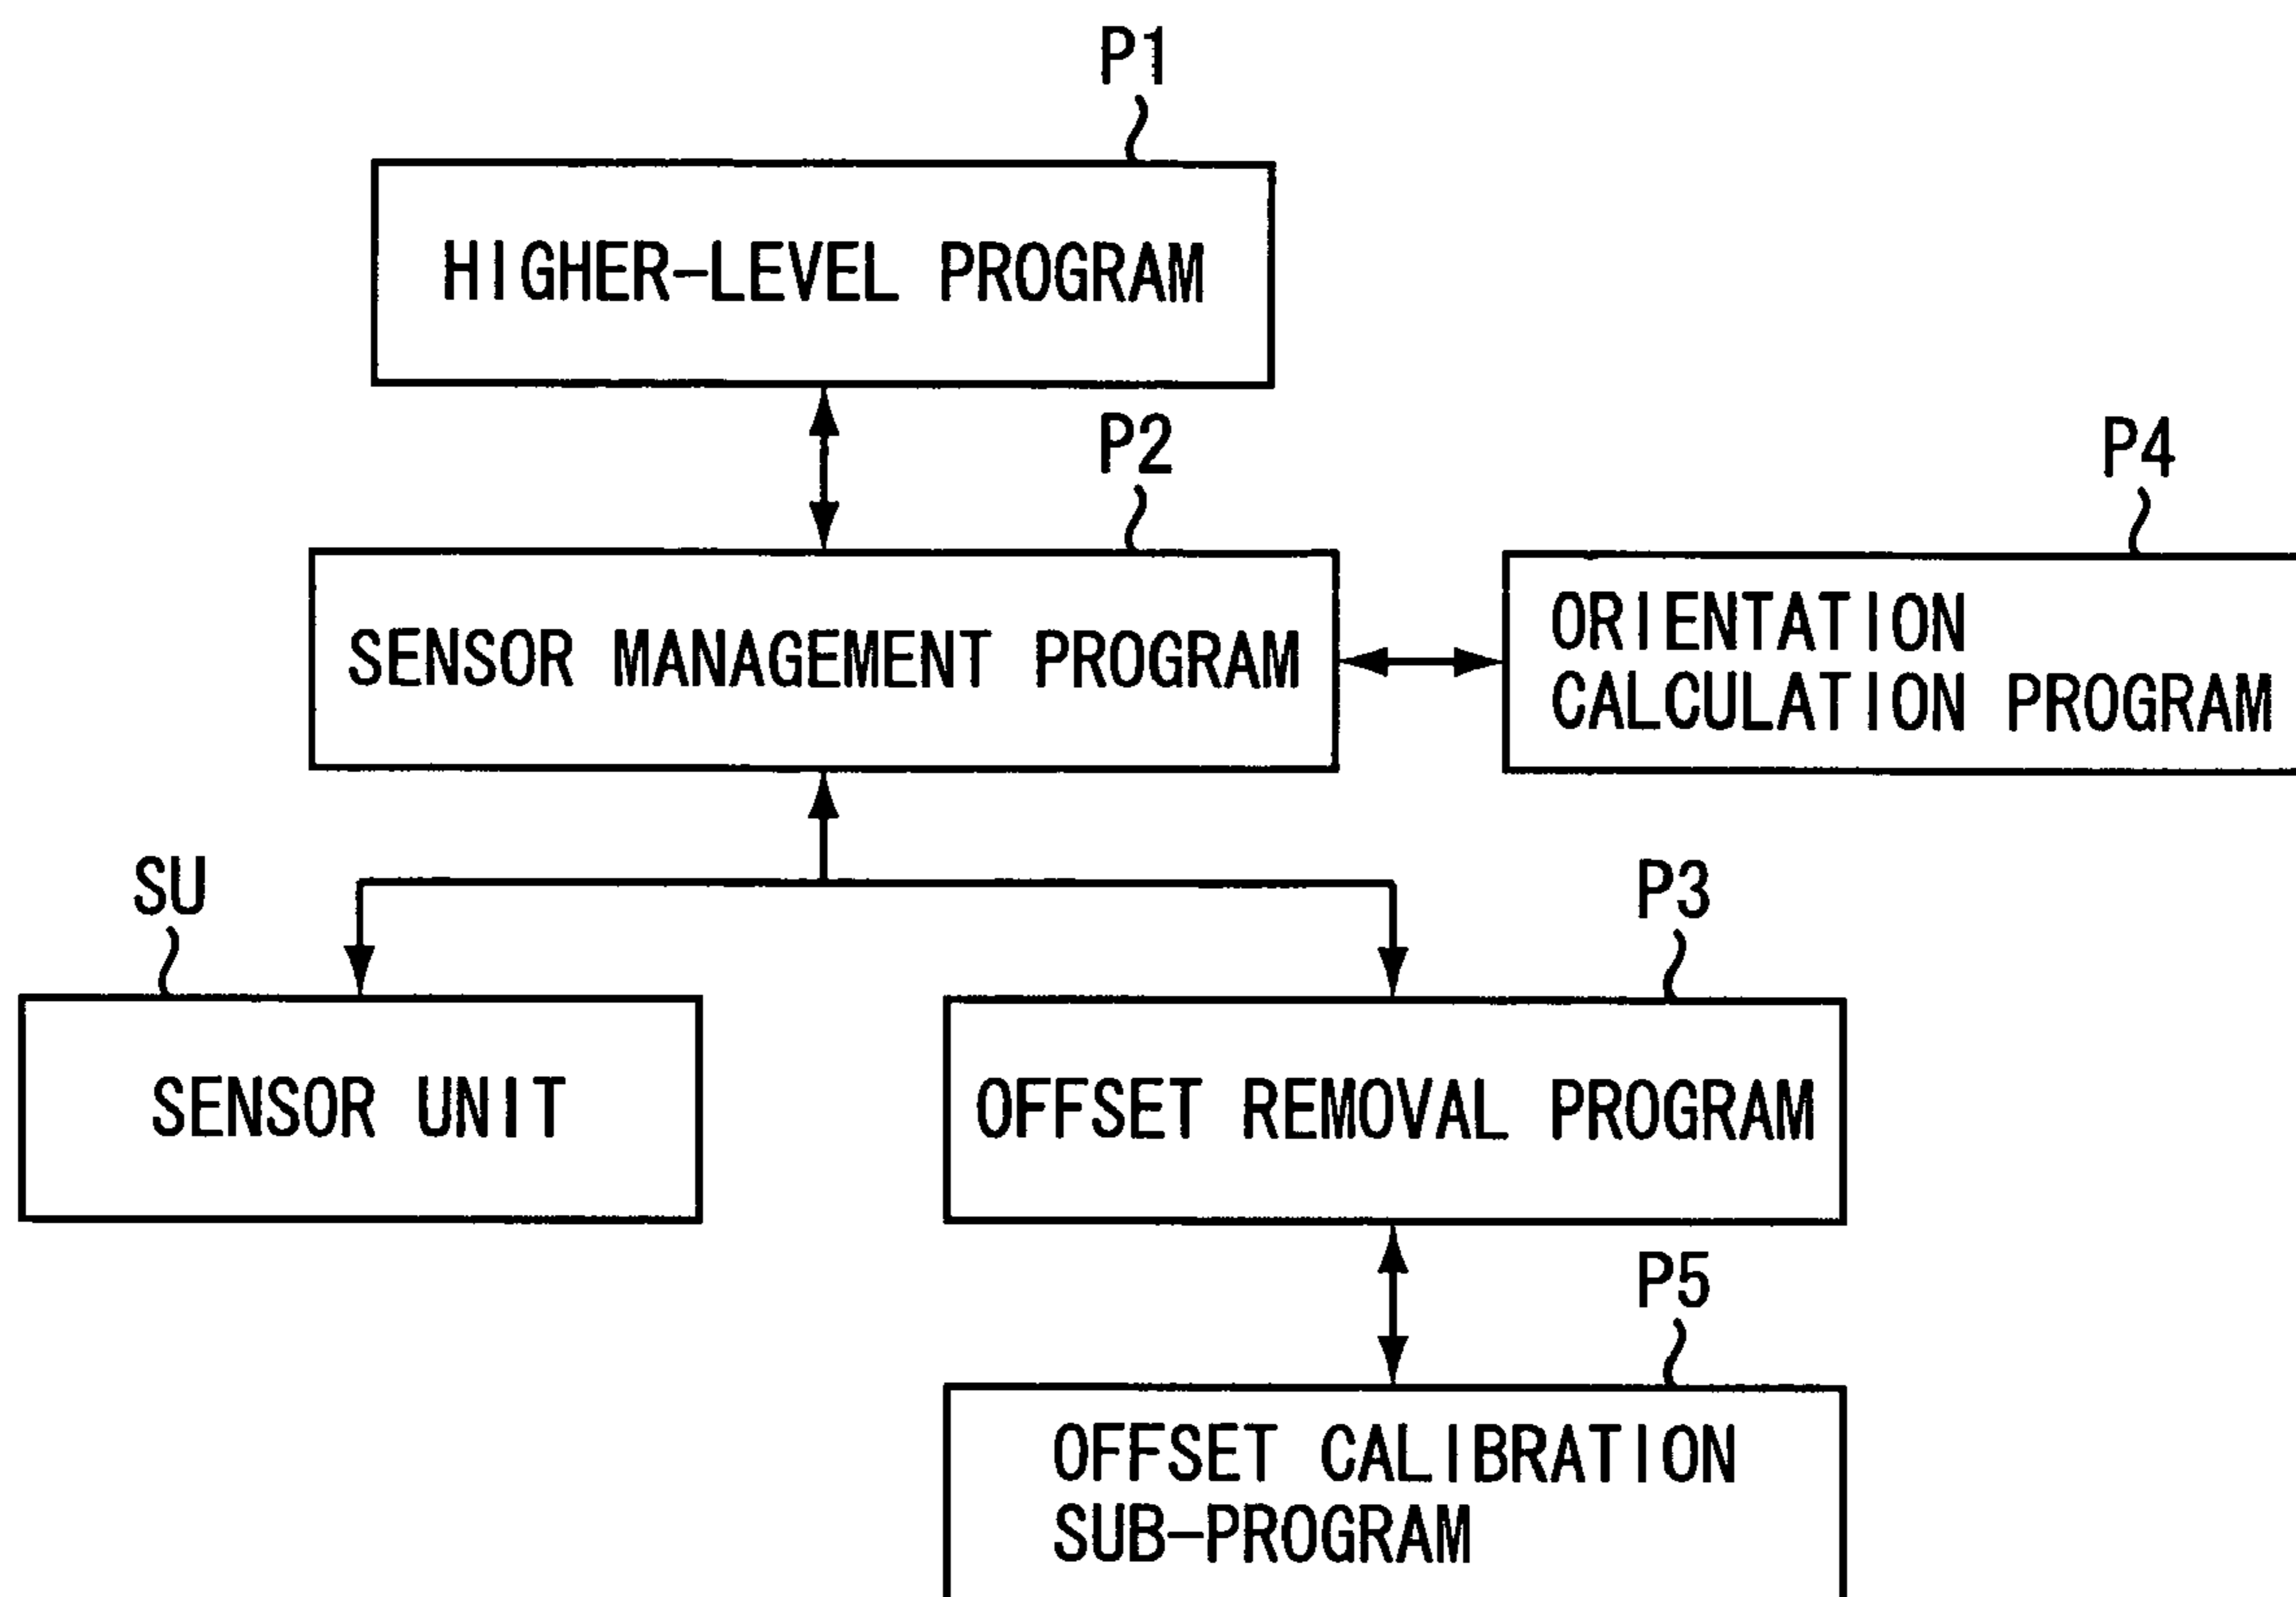 P1
HIGHER-LEVEL PROGRAM
P2
SENSOR MANAGEMENT PROGRAM
P4
ORIENTATION
CALCULATION PROGRAM
SU
SENSOR UNIT
P3
OFFSET REMOVAL PROGRAM
P5
OFFSET CALIBRATION
SUB-PROGRAM